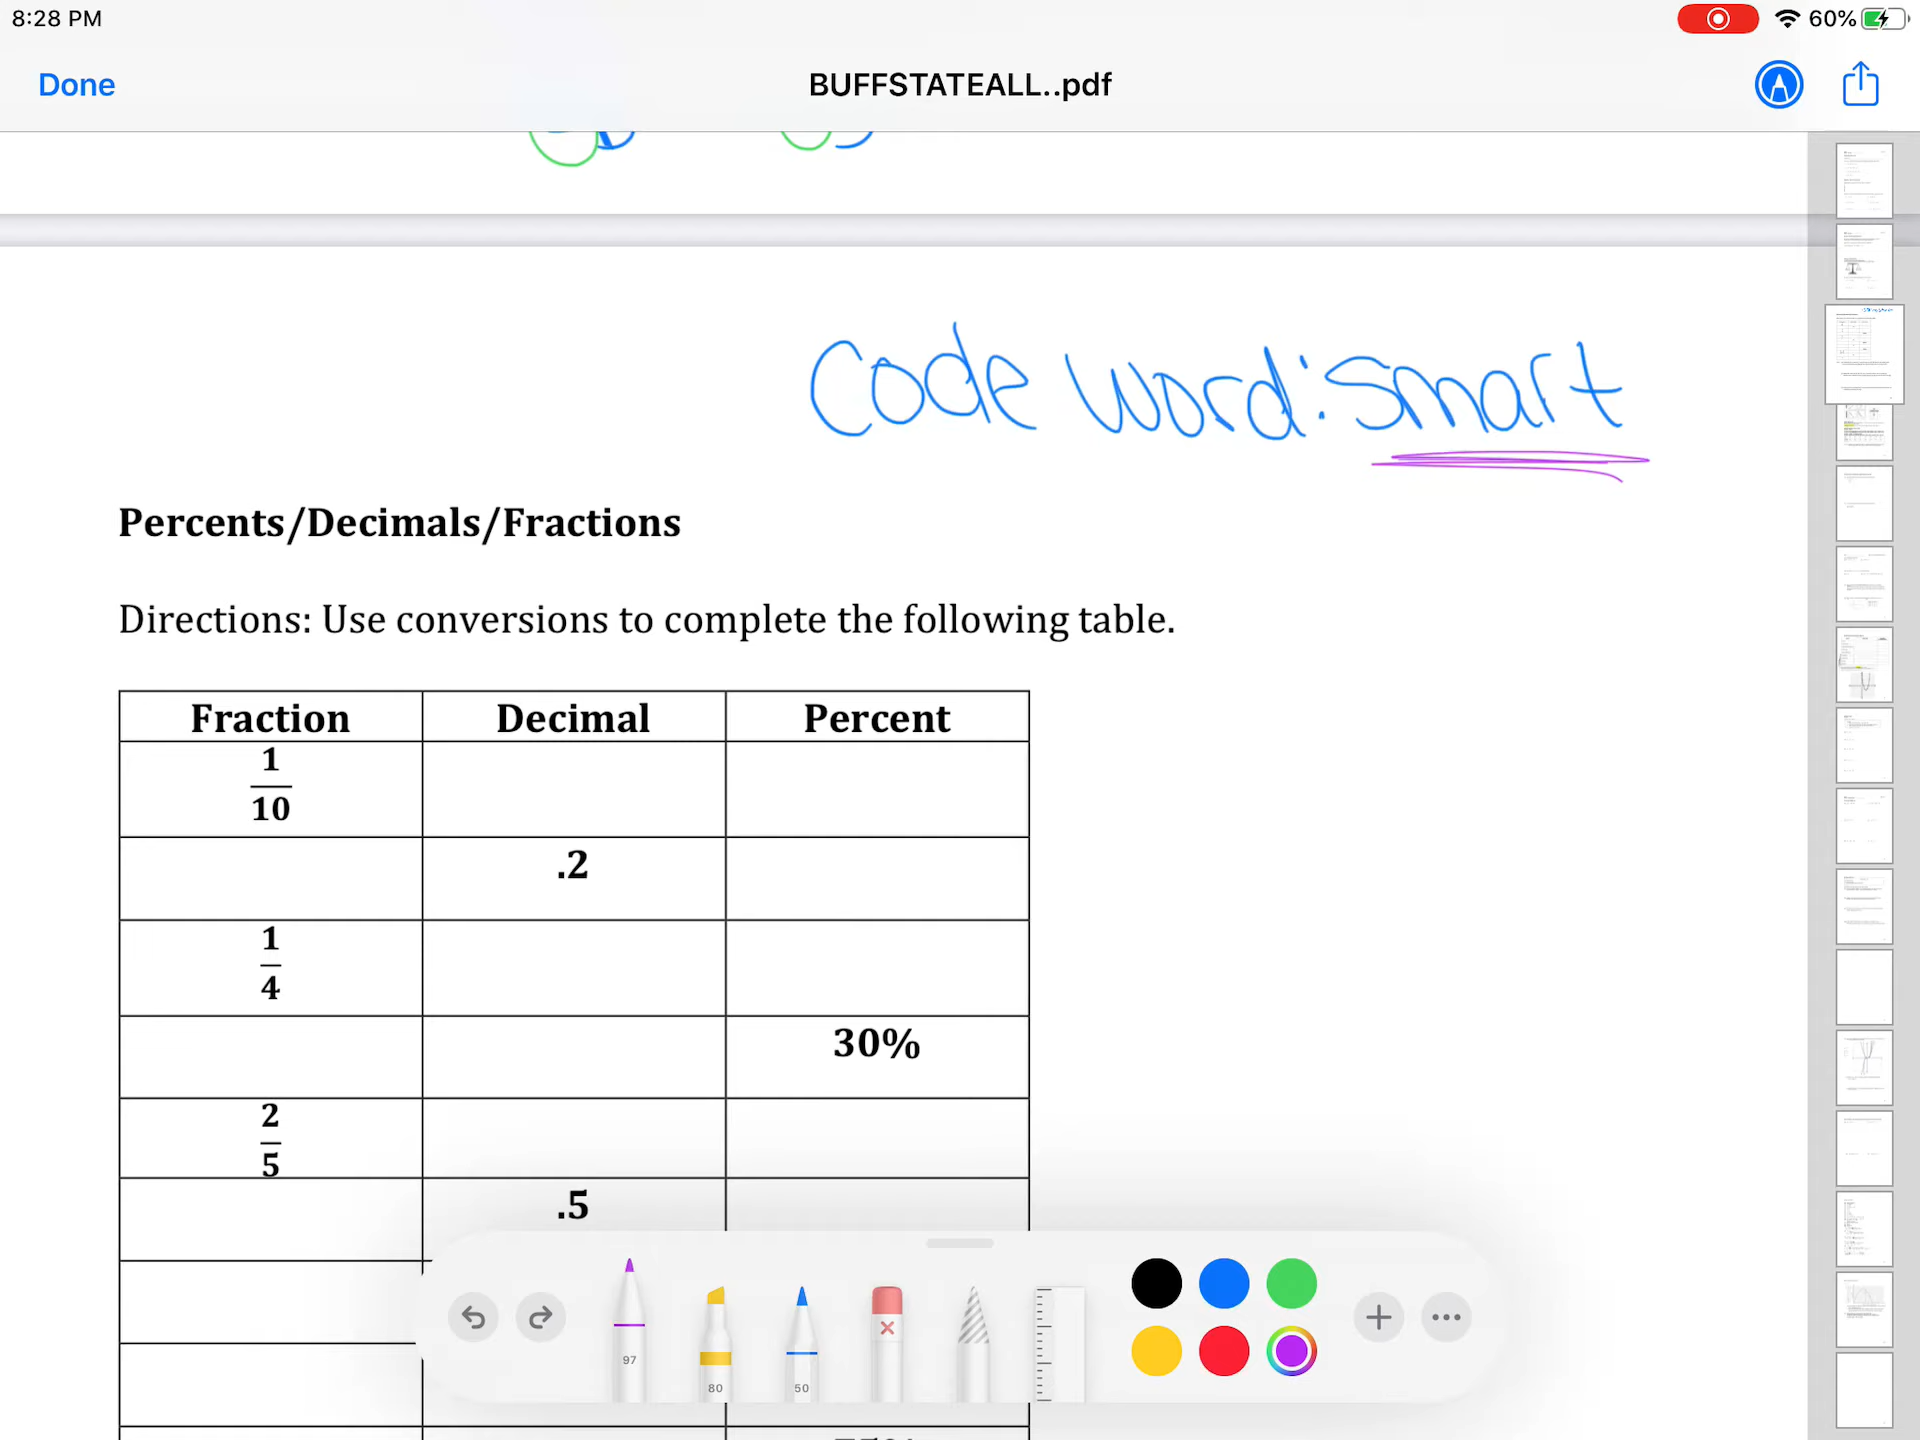 8:28 PM
60%
Done
BUFFSTATEALL..pdf
Code word: smart
Percents/Decimals/Fractions
Directions: Use conversions to complete the following table.
Fraction Decimal Percent
1
10
.2
1
4
30%
2
5
.5
97
80
50